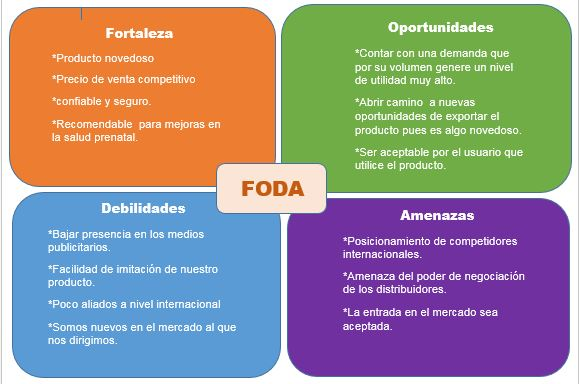 Fortaleza
*Producto novedoso
*Precio de venta competitivo
*confiable y seguro.
*Recomendable  para mejoras en
la salud prenatal.
Oportunidades
*Contar con una demanda que
por su volumen genere un nivel
de utilidad muy alto.
*Abrir camino  a nuevas
oportunidades de exportar el
producto pues es algo novedoso.
*Ser aceptable por el usuario que
utilice el producto.
FODA
Debilidades
*Bajar presencia en los medios
publicitarios.
*Facilidad de imitación de nuestro
producto.
*Poco aliados a nivel internacional
*Somos nuevos en el mercado al que
nos dirigimos.
Amenazas
*Posicionamiento de competidores
internacionales.
*Amenaza del poder de negociación
de los distribuidores.
*La entrada en el mercado sea
aceptada.